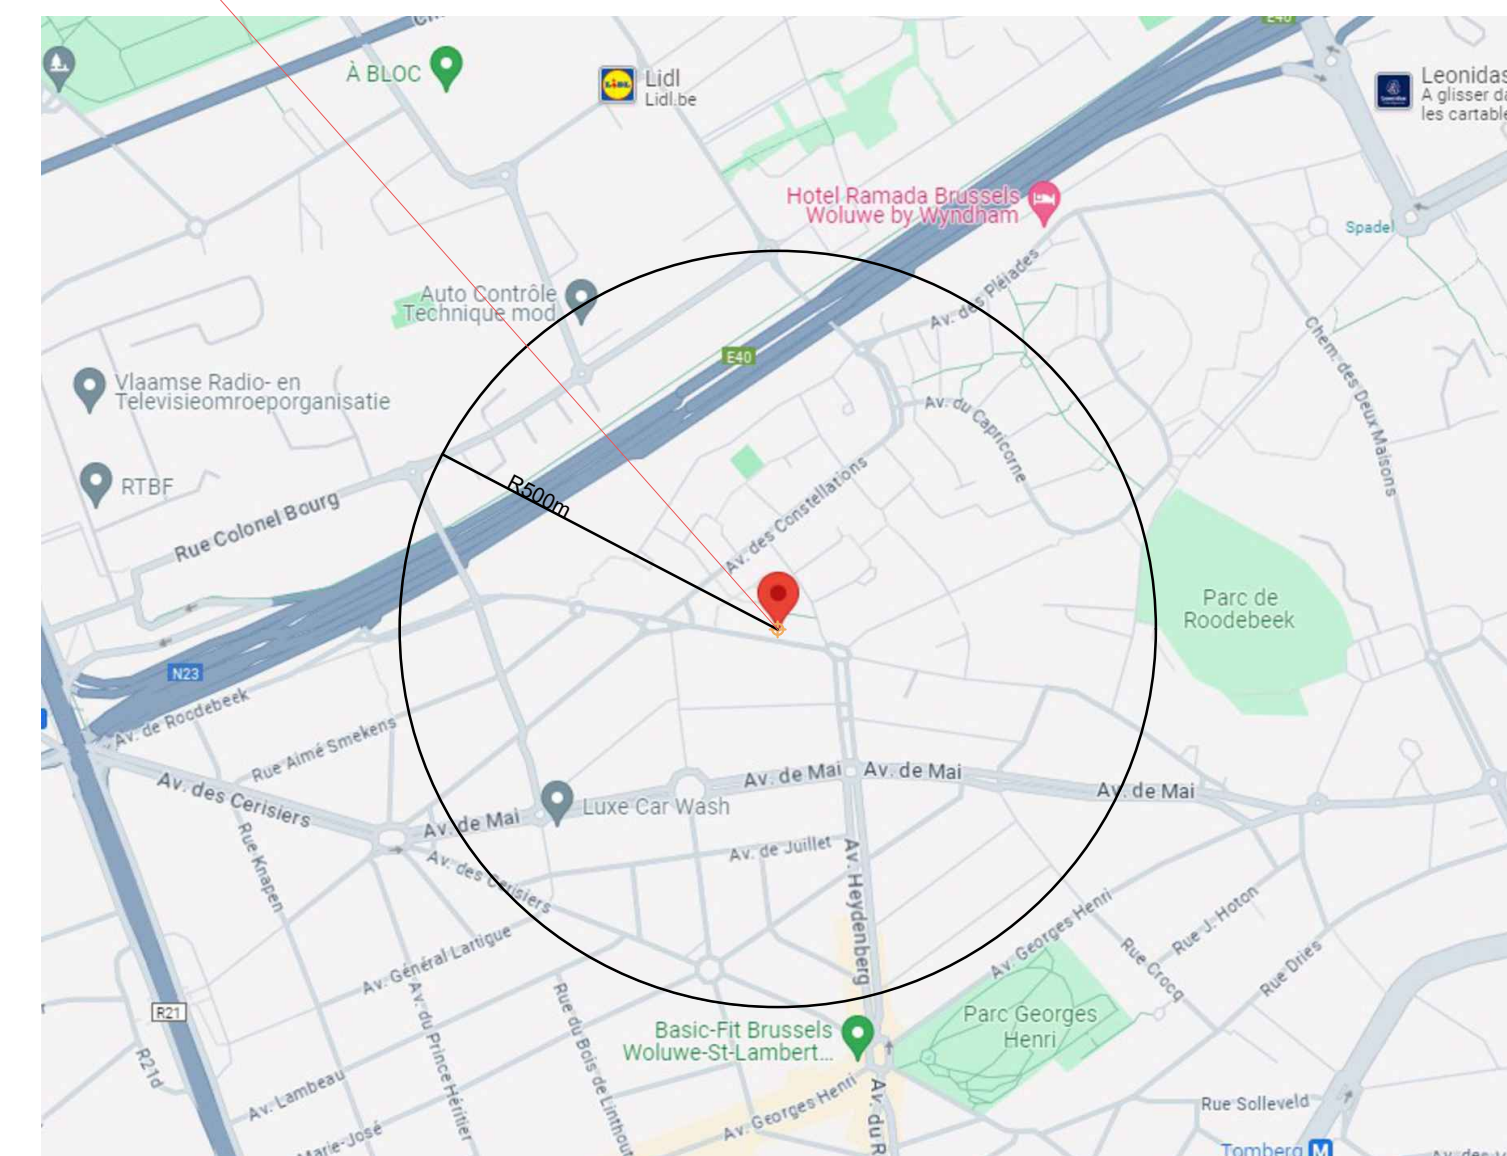 E40
À BLOC
Lidl
Lidl.be
Leonidas
A glisser da
les cartable
Hotel Ramada Brussels
Woluwe by Wyndham
Spadel
Auto Contrôle
Technique mod
Av. des Pléiades
E40
Chem. des Deux Maisons
Vlaamse Radio- en
Televisieomroeporganisatie
Av. du Capricorne
RTBF
R500m
Av. des Constellations
Rue Colonel Bourg
Parc de
Roodebeek
N23
Av. de Roodebeek
Rue Aimé Smekens
Av. des Cerisiers
Av. de Mai
Av. de Mai
Av. de Mai
Av. de Mai
Luxe Car Wash
Rue Knapen
Av. de Juillet
Av. des Cerisiers
Av. Heydenberg
Av. Georges Henri
Rue J. Hoton
Av. Général Lartigue
Rue Crocq
Rue Dries
R21
Av. du Prince Héritier
Rue du Bois de Linthout
Parc Georges
Henri
Basic-Fit Brussels
Woluwe-St-Lambert...
R21d
Av. Lambeau
Av. Georges Henri
Av. du R
Rue Solleveld
Marie-José
Tomberg M